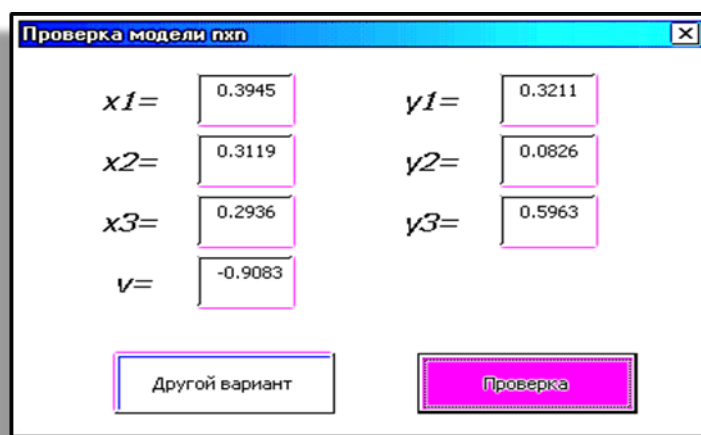 Проверка модели nxn
x1= 0.3945 y1= 0.3211
x2= 0.3119 y2= 0.0826
x3= 0.2936 y3= 0.5963
v= -0.9083
Другой вариант Проверка